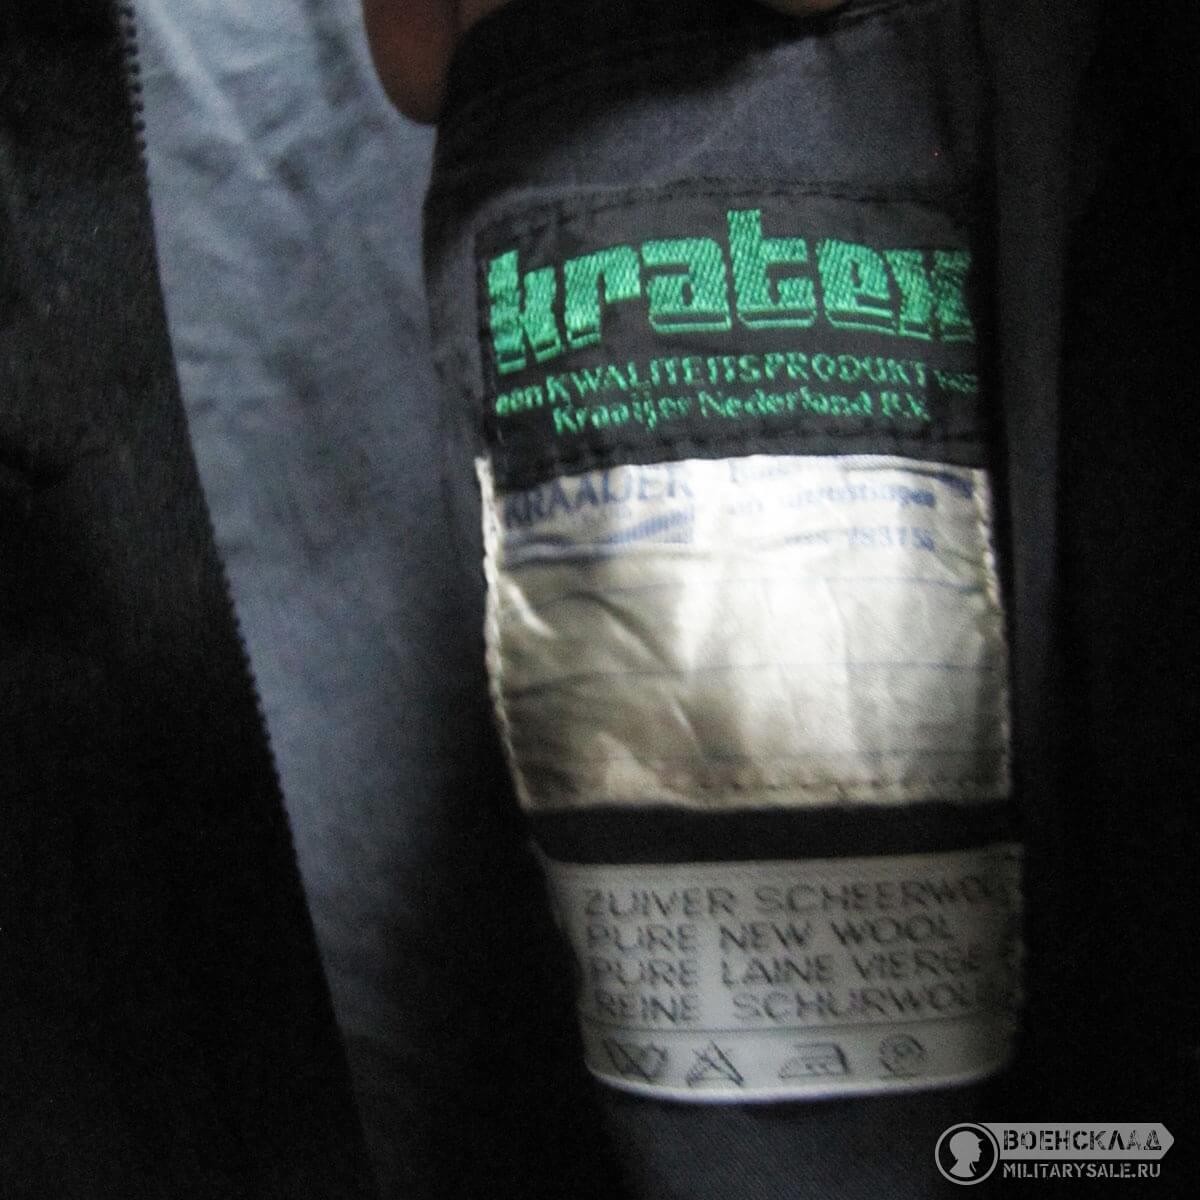 kratex
een KWALITEITSPRODUKT van
Kraaijer Nederland B.V.
KRAAIJER
ZUIVER SCHEERWOL
PURE NEW WOOL
PURE LAINE VIERGE
REINE SCHURWOL
P
ВОЕНСКЛАД
MILITARYSALE.RU